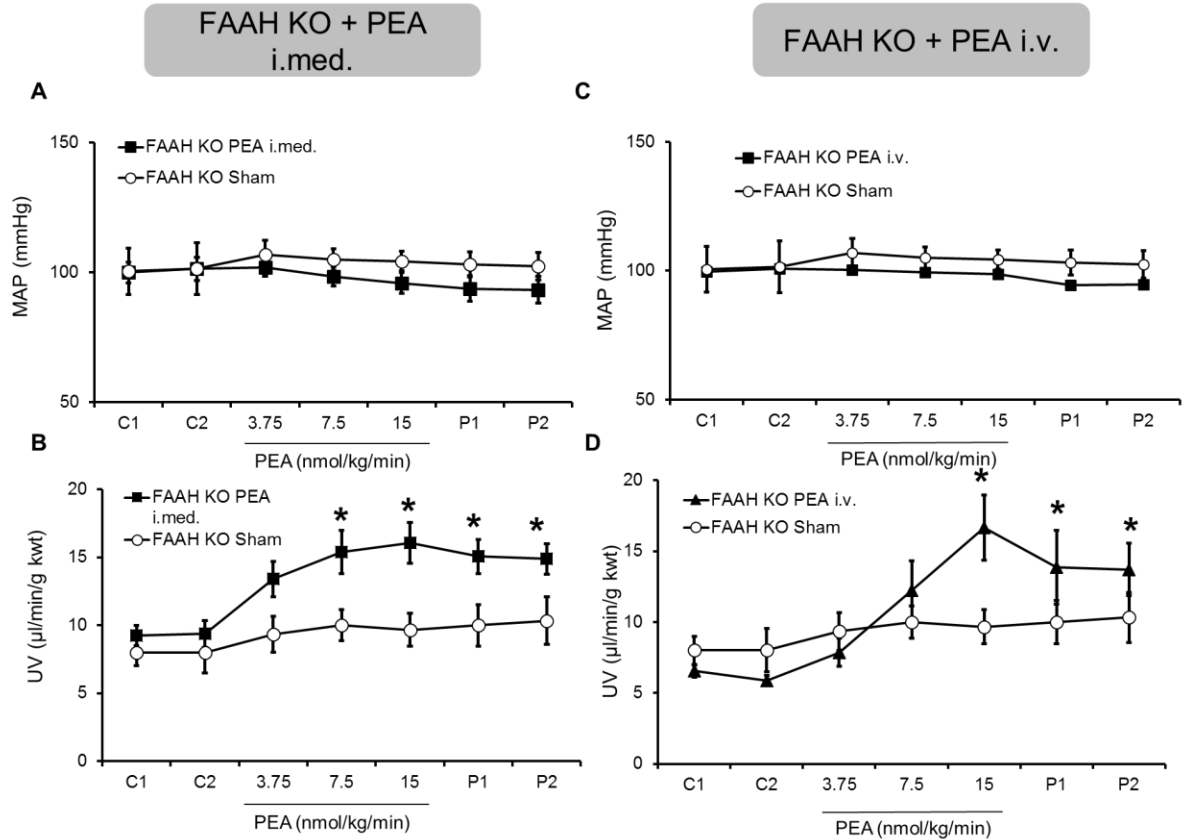 FAAH KO + PEA
i.med.
FAAH KO + PEA i.v.
A
150
100
50
MAP (mmHg)
FAAH KO PEA i.med.
FAAH KO Sham
C1 C2 3.75 7.5 15 P1 P2
PEA (nmol/kg/min)
C
150
100
50
MAP (mmHg)
FAAH KO PEA i.v.
FAAH KO Sham
C1 C2 3.75 7.5 15 P1 P2
PEA (nmol/kg/min)
B
20
15
10
5
0
UV (µl/min/g kwt)
FAAH KO PEA
i.med.
FAAH KO Sham
* * * *
C1 C2 3.75 7.5 15 P1 P2
PEA (nmol/kg/min)
D
20
15
10
5
0
UV (µl/min/g kwt)
FAAH KO PEA i.v.
FAAH KO Sham
* * *
C1 C2 3.75 7.5 15 P1 P2
PEA (nmol/kg/min)